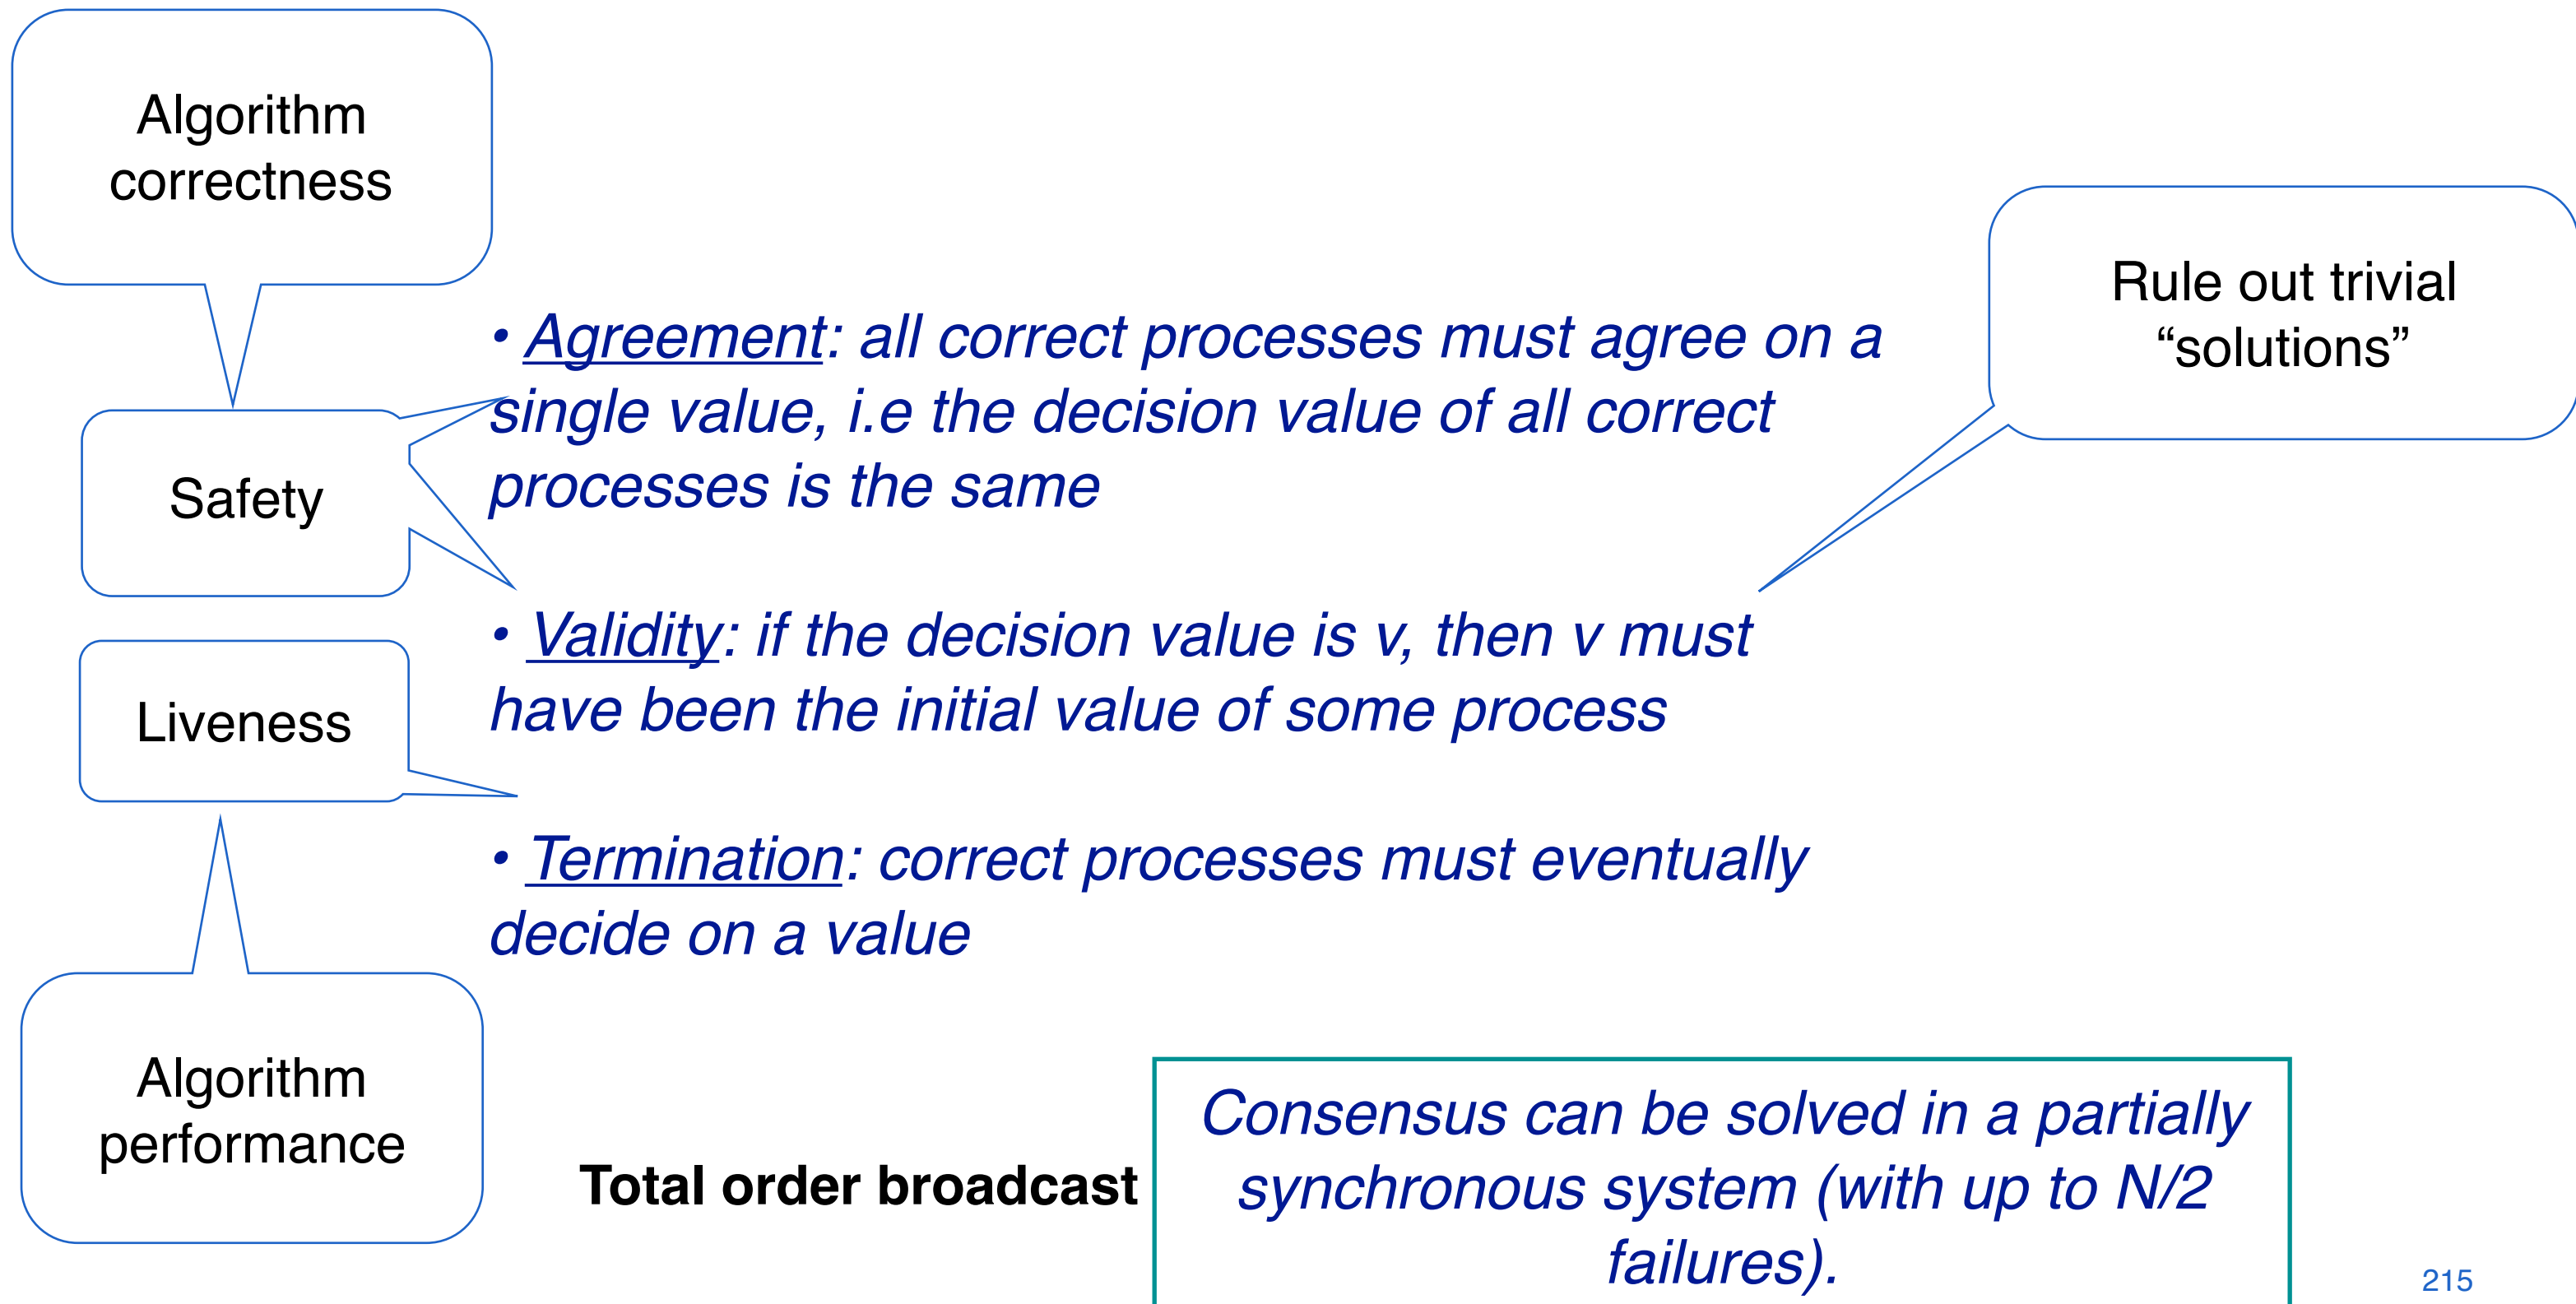 Algorithm
correctness
Rule out trivial
“solutions”
• Agreement: all correct processes must agree on a
single value, i.e the decision value of all correct
processes is the same
Safety
• Validity: if the decision value is v, then v must
have been the initial value of some process
Liveness
• Termination: correct processes must eventually
decide on a value
Algorithm
performance
Total order broadcast
Consensus can be solved in a partially
synchronous system (with up to N/2
failures).
215